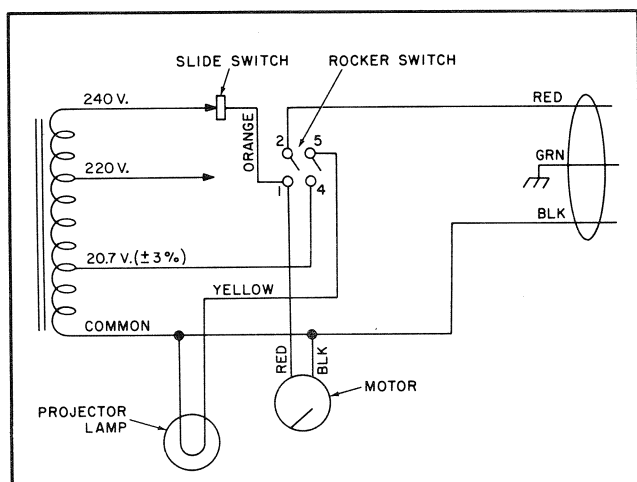 SLIDE SWITCH
ROCKER SWITCH
240 V.
RED
2 5
ORANGE
GRN
220 V.
1 4
BLK
20.7 V. (±3%)
YELLOW
COMMON
RED
BLK
MOTOR
PROJECTOR
LAMP